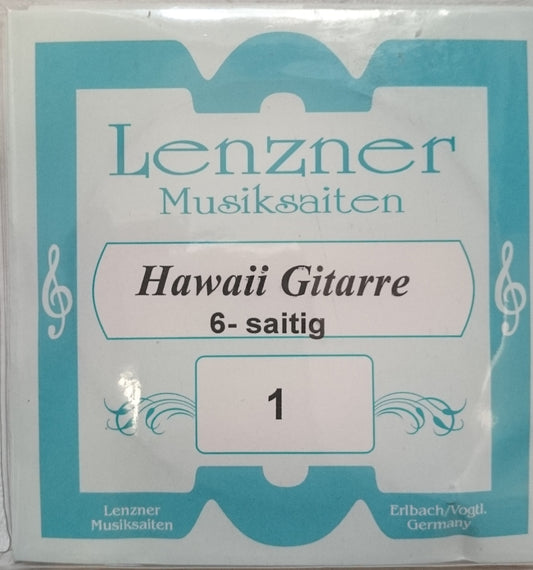 Lenzner
Musiksaiten
Hawaii Gitarre
6- saitig
1
Lenzner
Musiksaiten
Erlbach/Vogtl.
Germany